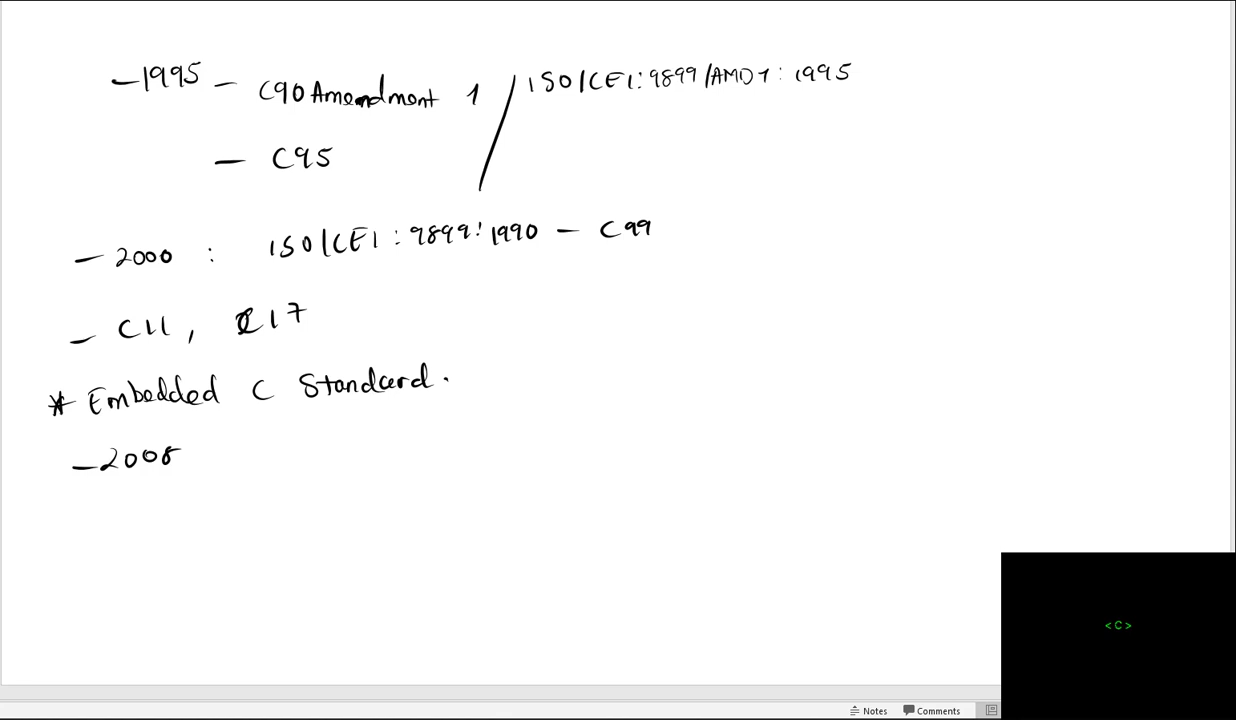 - 1995 - C90 Amendment 1 / ISO/CEI:9899/AMD1:1995
- C95
- 2000 : ISO/CEI:9899:1990 - C99
- C11, C17
* Embedded C Standard.
- 2008
<C>
Notes Comments